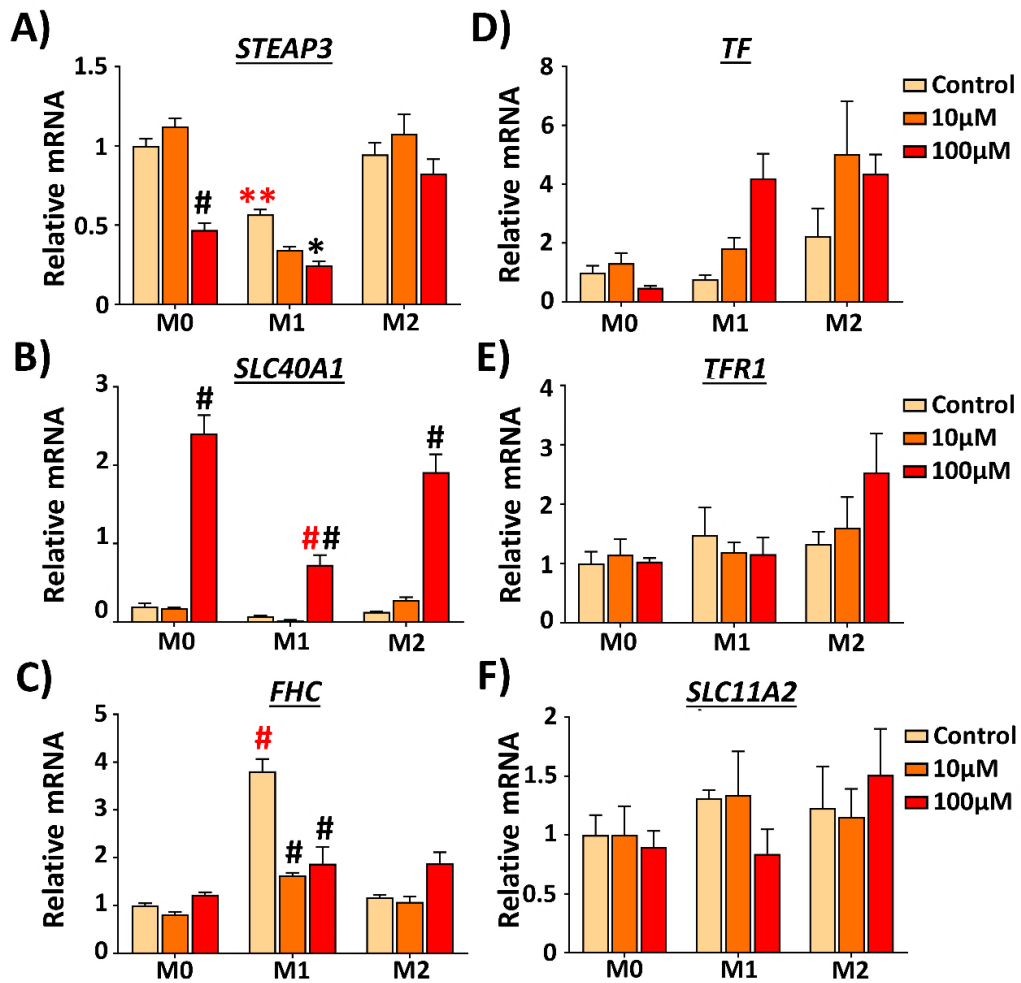 A)
STEAP3
Relative mRNA
1.5
1
0.5
0
#
**
*
M0 M1 M2
B)
SLC40A1
Relative mRNA
3
2
1
0
#
##
#
M0 M1 M2
C)
FHC
Relative mRNA
5
4
3
2
1
0
#
#
#
M0 M1 M2
D)
TF
Relative mRNA
8
6
4
2
0
Control
10µM
100µM
M0 M1 M2
E)
TFR1
Relative mRNA
4
3
2
1
0
Control
10µM
100µM
M0 M1 M2
F)
SLC11A2
Relative mRNA
2
1.5
1
0.5
0
Control
10µM
100µM
M0 M1 M2